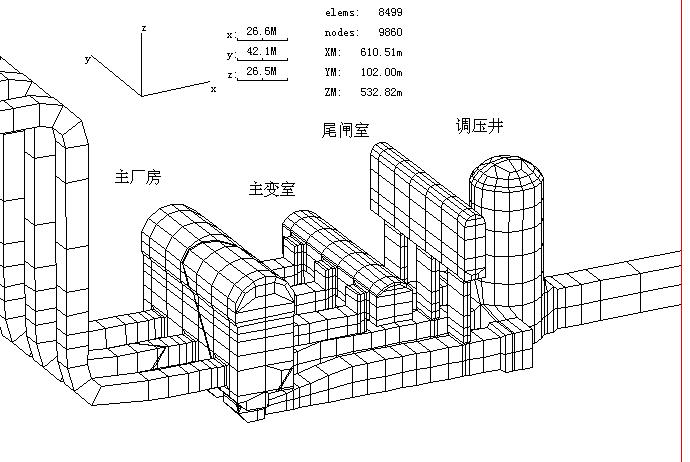 elems: 8499
nodes: 9860
XM: 610.51m
YM: 102.00m
ZM: 532.82m
x: 26.6M
y: 42.1M
z: 26.5M
z
y
x
尾闸室
调压井
主厂房
主变室